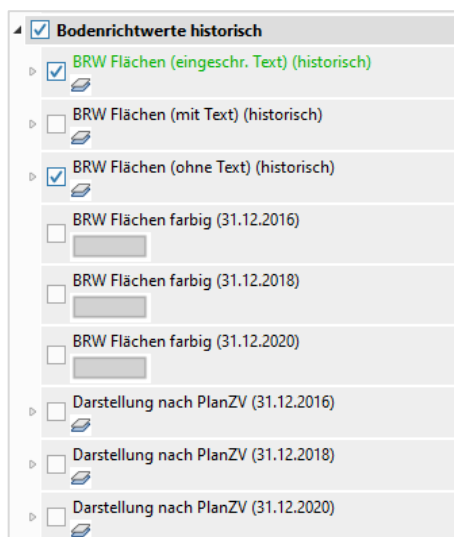 Bodenrichtwerte historisch
BRW Flächen (eingeschr. Text) (historisch)
BRW Flächen (mit Text) (historisch)
BRW Flächen (ohne Text) (historisch)
BRW Flächen farbig (31.12.2016)
BRW Flächen farbig (31.12.2018)
BRW Flächen farbig (31.12.2020)
Darstellung nach PlanZV (31.12.2016)
Darstellung nach PlanZV (31.12.2018)
Darstellung nach PlanZV (31.12.2020)